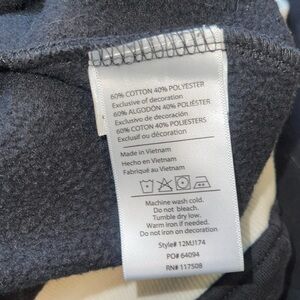 60% COTTON 40% POLYESTER
Exclusive of decoration
60% ALGODÓN 40% POLIÉSTER
Exclusivo de decoración
60% COTON 40% POLIESTERS
Exclusif ou décoration
Made in Vietnam
Hecho en Vietnam
Fabriqué au Vietnam
Machine wash cold.
Do not bleach.
Tumble dry low.
Warm iron if needed.
Do not iron on decoration.
Style# 12MJ174
PO# 64094
RN# 117508